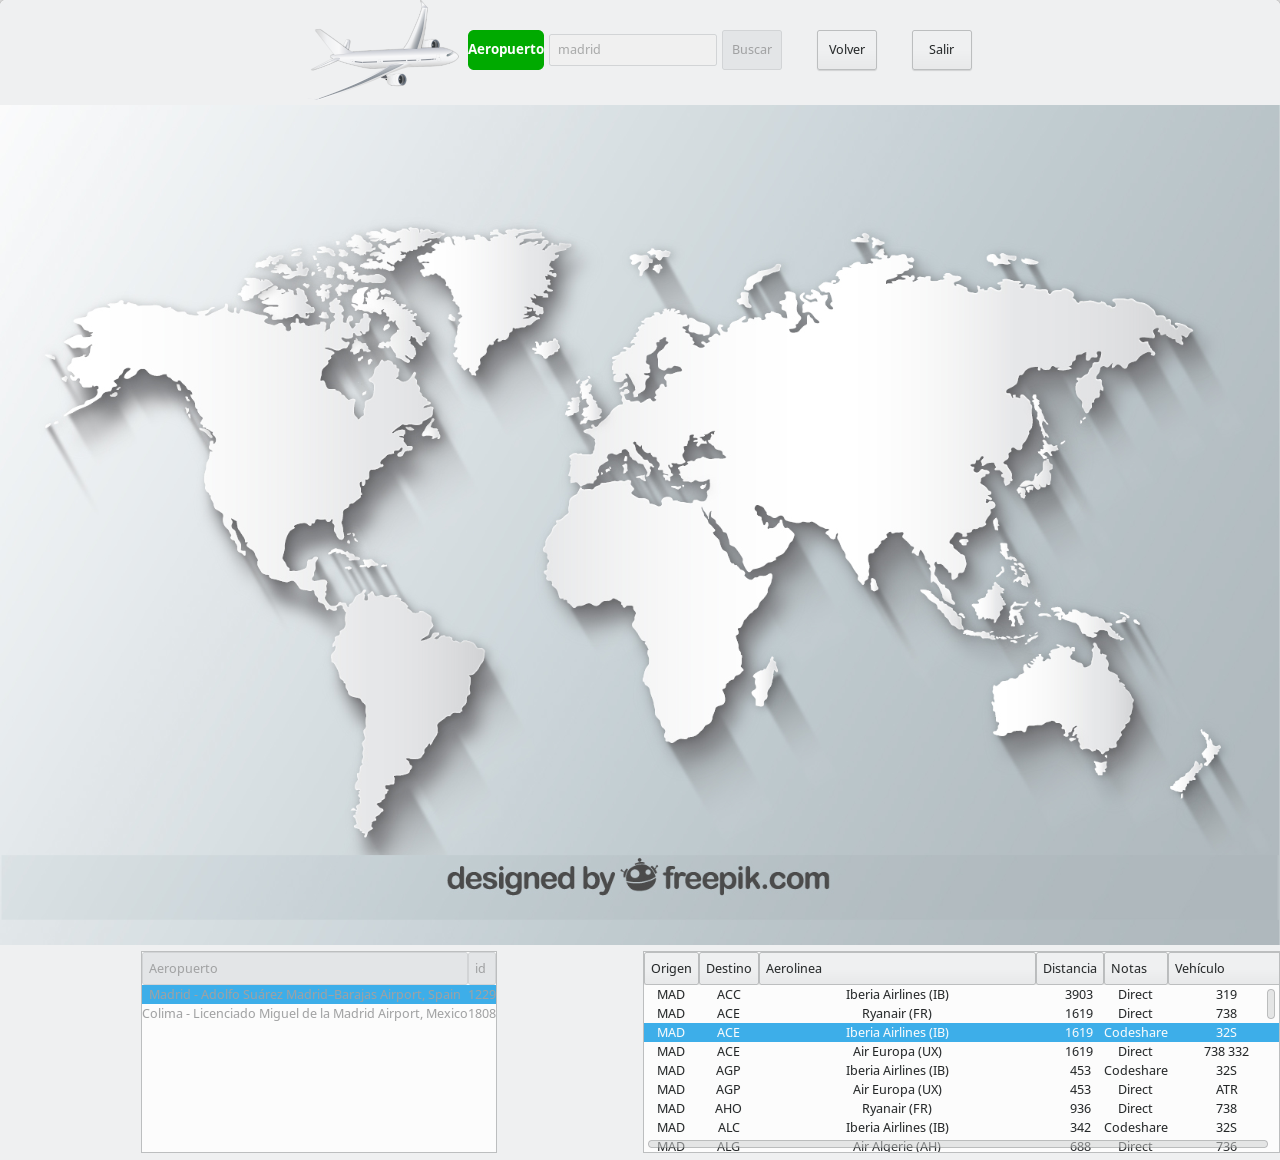 Aeropuerto madrid Buscar Volver Salir
designed by freepik.com
Aeropuerto id
Madrid - Adolfo Suárez Madrid-Barajas Airport, Spain 1229
Colima - Licenciado Miguel de la Madrid Airport, Mexico 1808
Origen Destino Aerolinea Distancia Notas Vehículo
MAD ACC Iberia Airlines (IB) 3903 Direct 319
MAD ACE Ryanair (FR) 1619 Direct 738
MAD ACE Iberia Airlines (IB) 1619 Codeshare 32S
MAD ACE Air Europa (UX) 1619 Direct 738 332
MAD AGP Iberia Airlines (IB) 453 Codeshare 32S
MAD AGP Air Europa (UX) 453 Direct ATR
MAD AHO Ryanair (FR) 936 Direct 738
MAD ALC Iberia Airlines (IB) 342 Codeshare 32S
MAD ALG Air Algerie (AH) 688 Direct 736